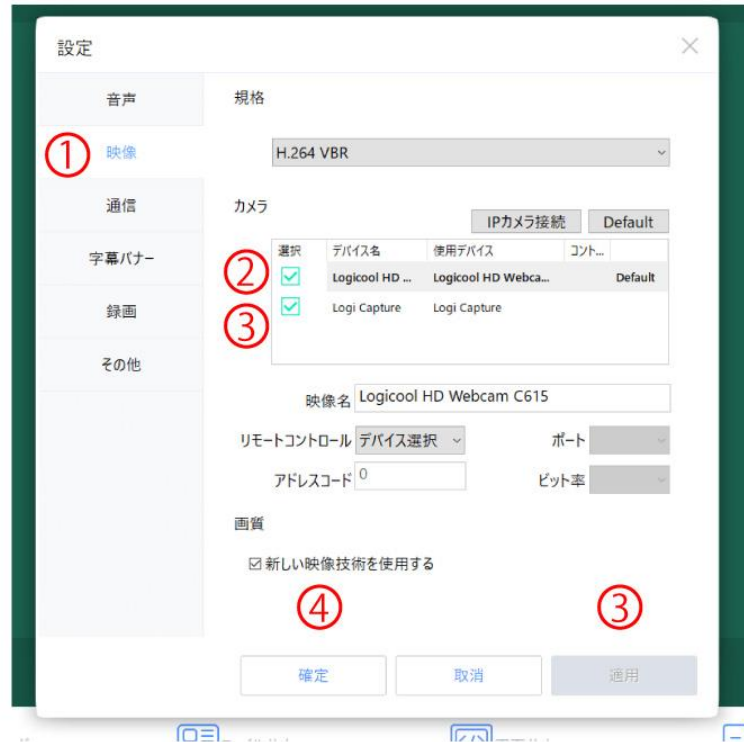 設定
音声
規格
① 映像
H.264 VBR
通信
カメラ
IPカメラ接続 Default
字幕バナー
選択 デバイス名 使用デバイス コント...
② Logicool HD ... Logicool HD Webca... Default
録画
③ Logi Capture Logi Capture
その他
映像名 Logicool HD Webcam C615
リモートコントロール デバイス選択 ポート
アドレスコード 0 ビット率
画質
新しい映像技術を使用する
④ ③
確定 取消 適用